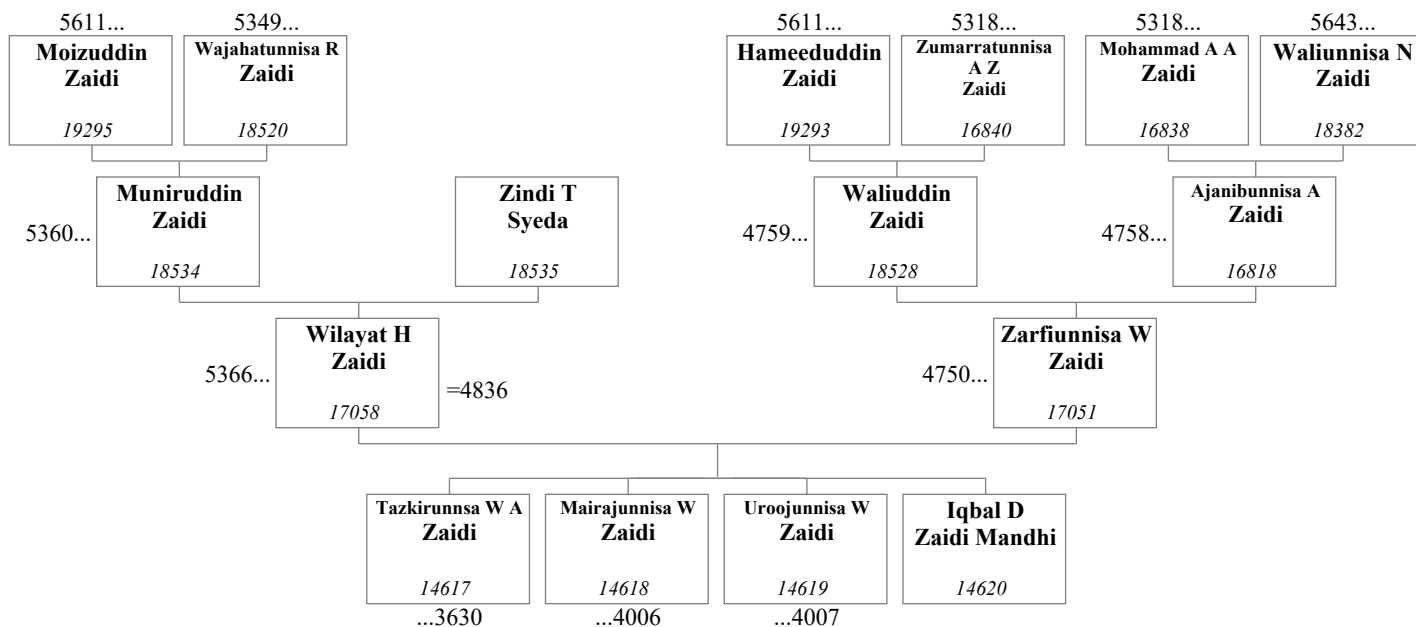 5611... 5349... 5611... 5318... 5318... 5643...
Moizuddin
Zaidi
19295
Wajahatunnisa R
Zaidi
18520
Hameeduddin
Zaidi
19293
Zumarratunnisa
A Z
Zaidi
16840
Mohammad A A
Zaidi
16838
Waliunnisa N
Zaidi
18382
5360...
Muniruddin
Zaidi
18534
Zindi T
Syeda
18535
4759...
Waliuddin
Zaidi
18528
4758...
Ajanibunnisa A
Zaidi
16818
5366...
Wilayat H
Zaidi
17058
=4836
4750...
Zarfiunnisa W
Zaidi
17051
Tazkirunnsa W A
Zaidi
14617
...3630
Mairajunnisa W
Zaidi
14618
...4006
Uroojunnisa W
Zaidi
14619
...4007
Iqbal D
Zaidi Mandhi
14620